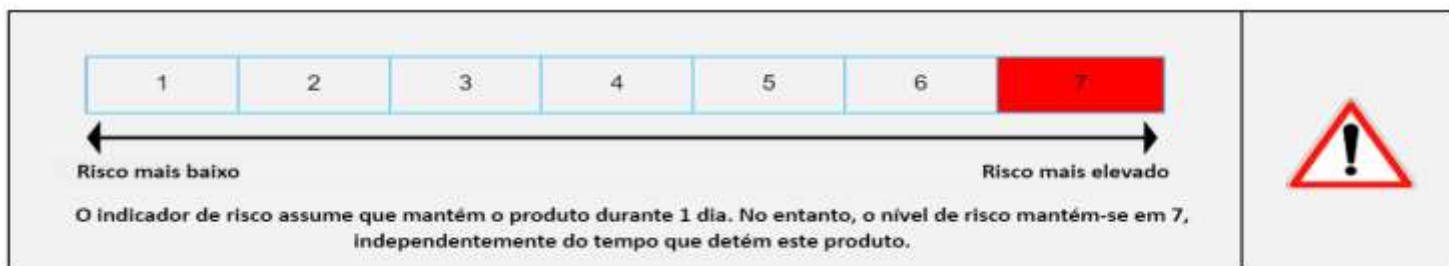 1 2 3 4 5 6 7
Risco mais baixo Risco mais elevado
O indicador de risco assume que mantém o produto durante 1 dia. No entanto, o nível de risco mantém-se em 7,
independentemente do tempo que detém este produto.